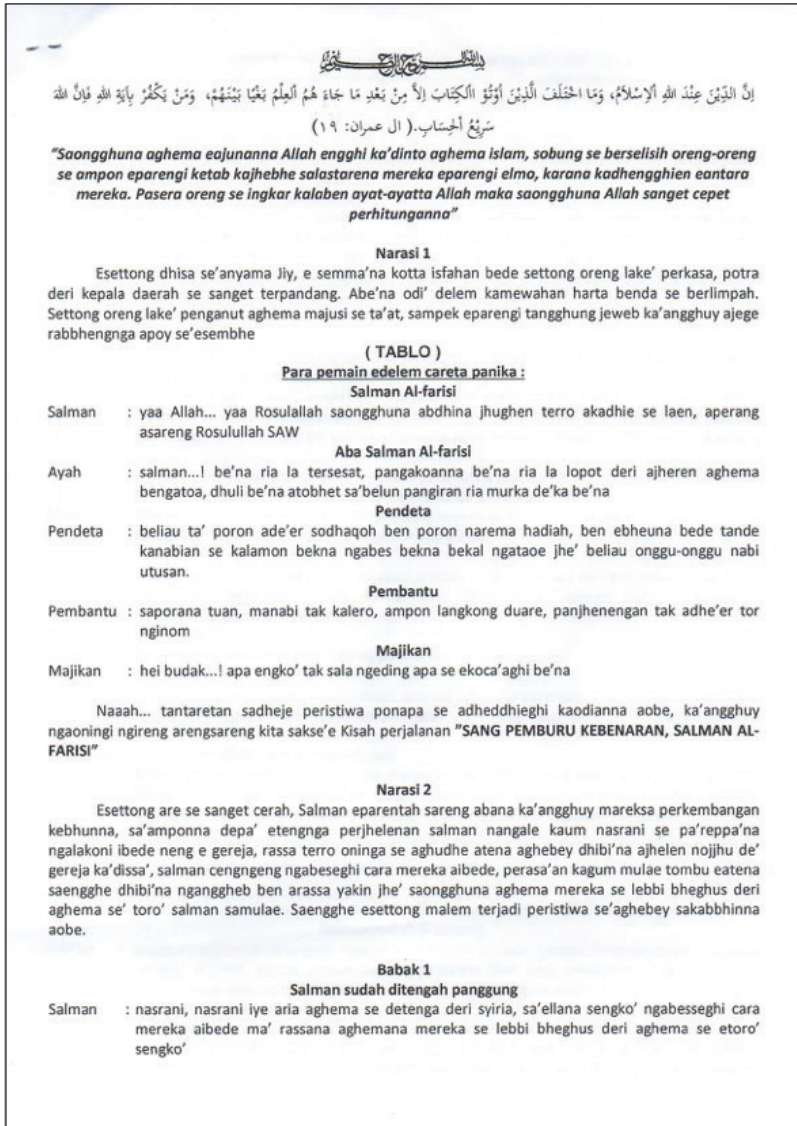 بسم الله الرحمن الرحيم
اِنَّ الدِّيْنَ عِنْدَ اللهِ اْلاِسْلاَمُ، وَمَا اخْتَلَفَ الَّذِيْنَ اُوْتُوْ االْكِتَابَ اِلاَّ مِنْ بَعْدِ مَا جَاءَ هُمُ اْلعِلْمُ بَغْيًا بَيْنَهُمْ، وَمَنْ يَكْفُرْ بِآيَةِ اللهِ فَاِنَّ اللهَ
سَرِيْعُ اْلحِسَابِ.( ال عمران: ١٩)
"Saongghuna aghema eajunanna Allah engghi ka'dinto aghema islam, sobung se berselisih oreng-oreng
se ampon eparengi ketab kajhebhe salastarena mereka eparengi elmo, karana kadhengghien eantara
mereka. Pasera oreng se ingkar kalaben ayat-ayatta Allah maka saongghuna Allah sanget cepet
perhitunganna"
Narasi 1
Esettong dhisa se'anyama Jiy, e semma'na kotta isfahan bede settong oreng lake' perkasa, potra
deri kepala daerah se sanget terpandang. Abe'na odi' delem kamewahan harta benda se berlimpah.
Settong oreng lake' penganut aghema majusi se ta'at, sampek eparengi tangghung jeweb ka'angghuy ajege
rabbhengnga apoy se'esembhe
( TABLO )
Para pemain edelem careta panika :
Salman Al-farisi
Salman : yaa Allah... yaa Rosulallah saongghuna abdhina jhughen terro akadhie se laen, aperang
asareng Rosulullah SAW
Aba Salman Al-farisi
Ayah : salman...! be'na ria la tersesat, pangakoanna be'na ria la lopot deri ajheren aghema
bengatoa, dhuli be'na atobhet sa'belun pangiran ria murka de'ka be'na
Pendeta
Pendeta : beliau ta' poron ade'er sodhaqoh ben poron narema hadiah, ben ebheuna bede tande
kanabian se kalamon bekna ngabes bekna bekal ngataoe jhe' beliau onggu-onggu nabi
utusan.
Pembantu
Pembantu : saporana tuan, manabi tak kalero, ampon langkong duare, panjhenengan tak adhe'er tor
nginom
Majikan
Majikan : hei budak...! apa engko' tak sala ngeding apa se ekoca'aghi be'na
Naaah... tantaretan sadheje peristiwa ponapa se adheddhieghi kaodianna aobe, ka'angghuy
ngaoningi ngireng arengsareng kita sakse'e Kisah perjalanan "SANG PEMBURU KEBENARAN, SALMAN AL-
FARISI"
Narasi 2
Esettong are se sanget cerah, Salman eparentah sareng abana ka'angghuy mareksa perkembangan
kebhunna, sa'amponna depa' etengnga perjhelenan salman nangale kaum nasrani se pa'reppa'na
ngalakoni ibede neng e gereja, rassa terro oninga se aghudhe atena aghebey dhibi'na ajhelen nojjhu de'
gereja ka'dissa', salman cengngeng ngabeseghi cara mereka aibede, perasa'an kagum mulae tombu eatena
saengghe dhibi'na nganggheb ben arassa yakin jhe' saongghuna aghema mereka se lebbi bheghus deri
aghema se' toro' salman samulae. Saengghe esettong malem terjadi peristiwa se'aghebey sakabbhinna
aobe.
Babak 1
Salman sudah ditengah panggung
Salman : nasrani, nasrani iye aria aghema se detenga deri syiria, sa'ellana sengko' ngabesseghi cara
mereka aibede ma' rassana aghemana mereka se lebbi bheghus deri aghema se etoro'
sengko'